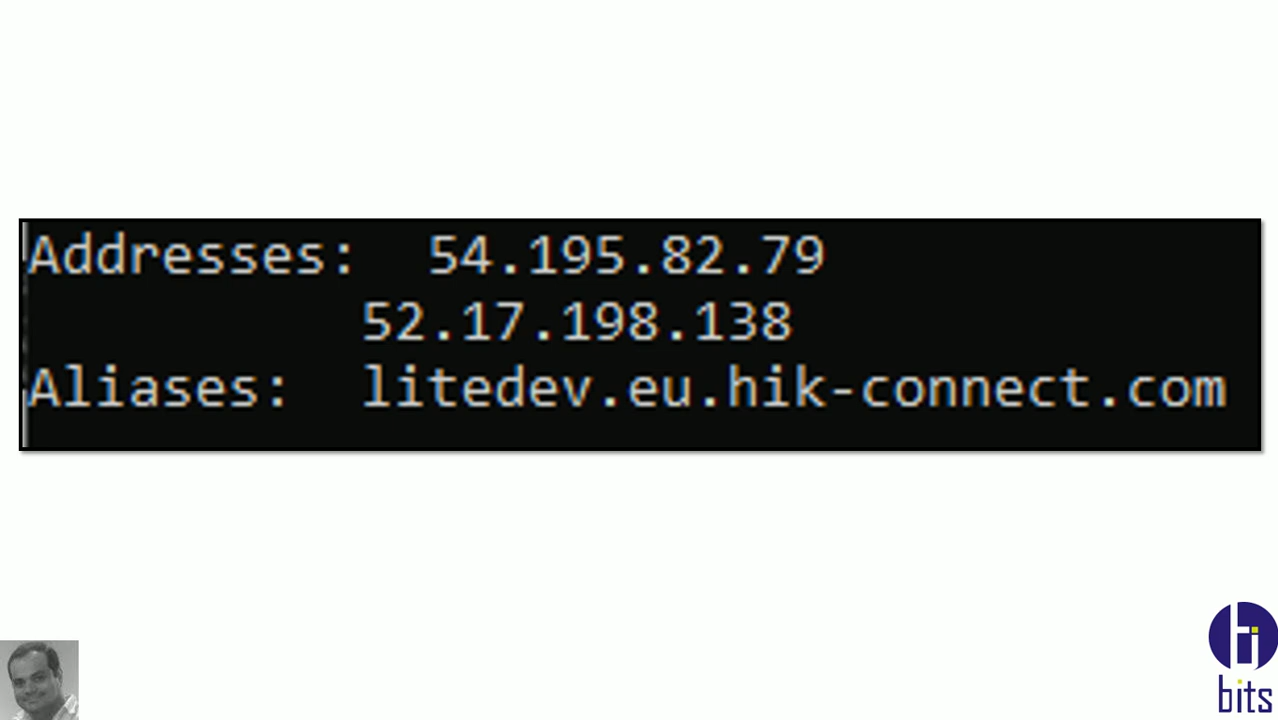 Addresses:  54.195.82.79
52.17.198.138
Aliases:  litedev.eu.hik-connect.com
bits